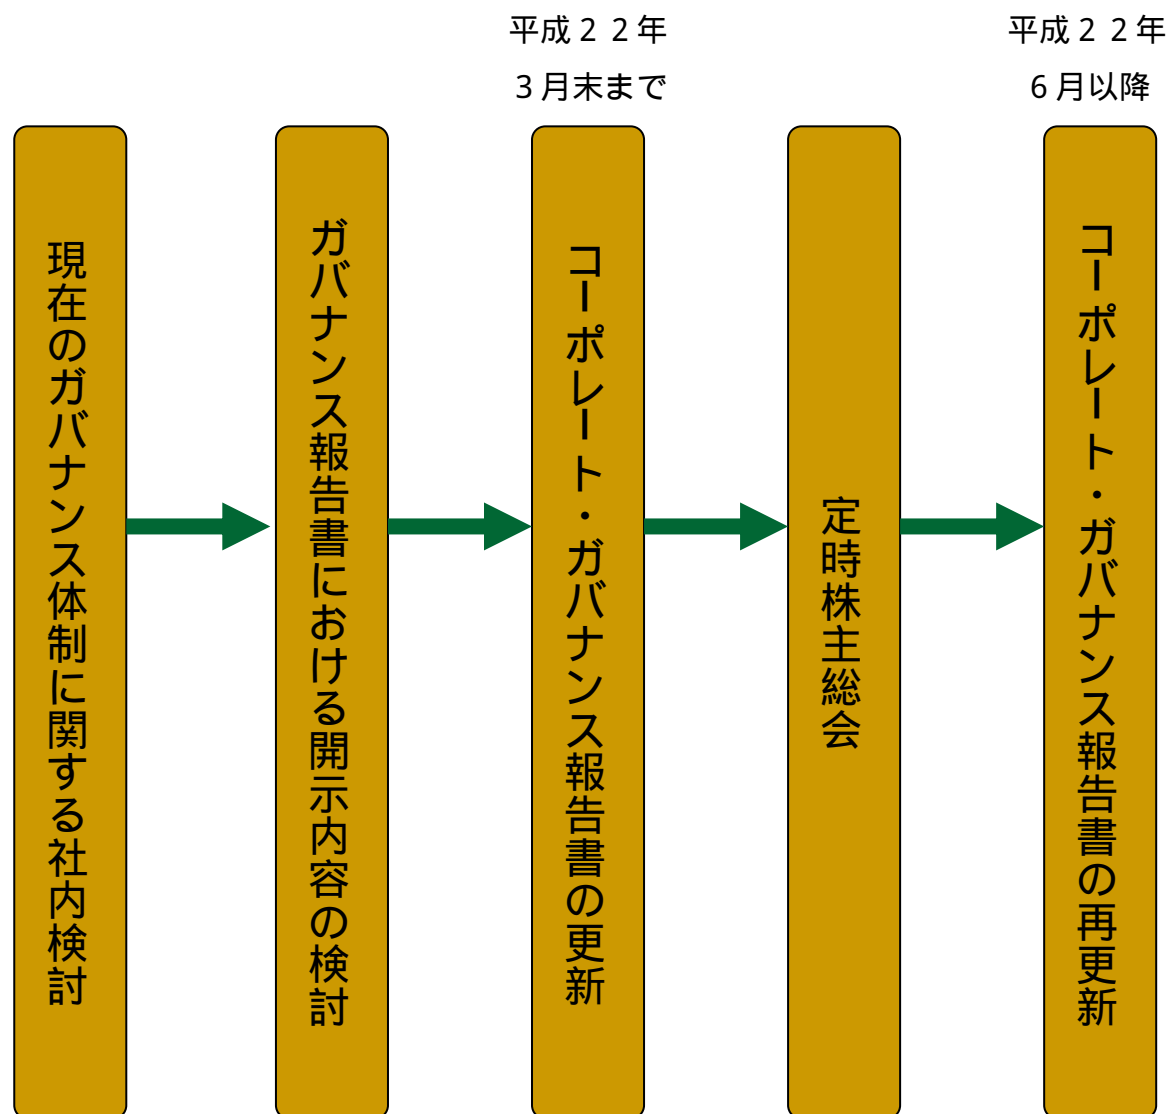 平成２２年
３月末まで
平成２２年
６月以降
現在のガバナンス体制に関する社内検討
ガバナンス報告書における開示内容の検討
コーポレート・ガバナンス報告書の更新
定時株主総会
コーポレート・ガバナンス報告書の再更新